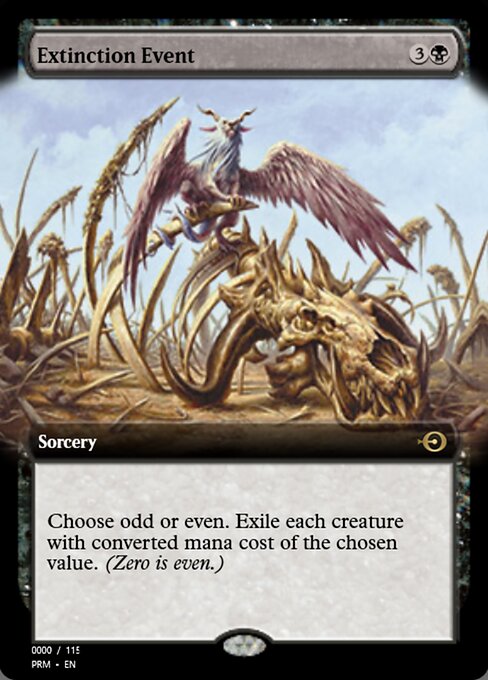 Extinction Event 3
Sorcery
Choose odd or even. Exile each creature
with converted mana cost of the chosen
value. (Zero is even.)
0000 / 115
PRM • EN